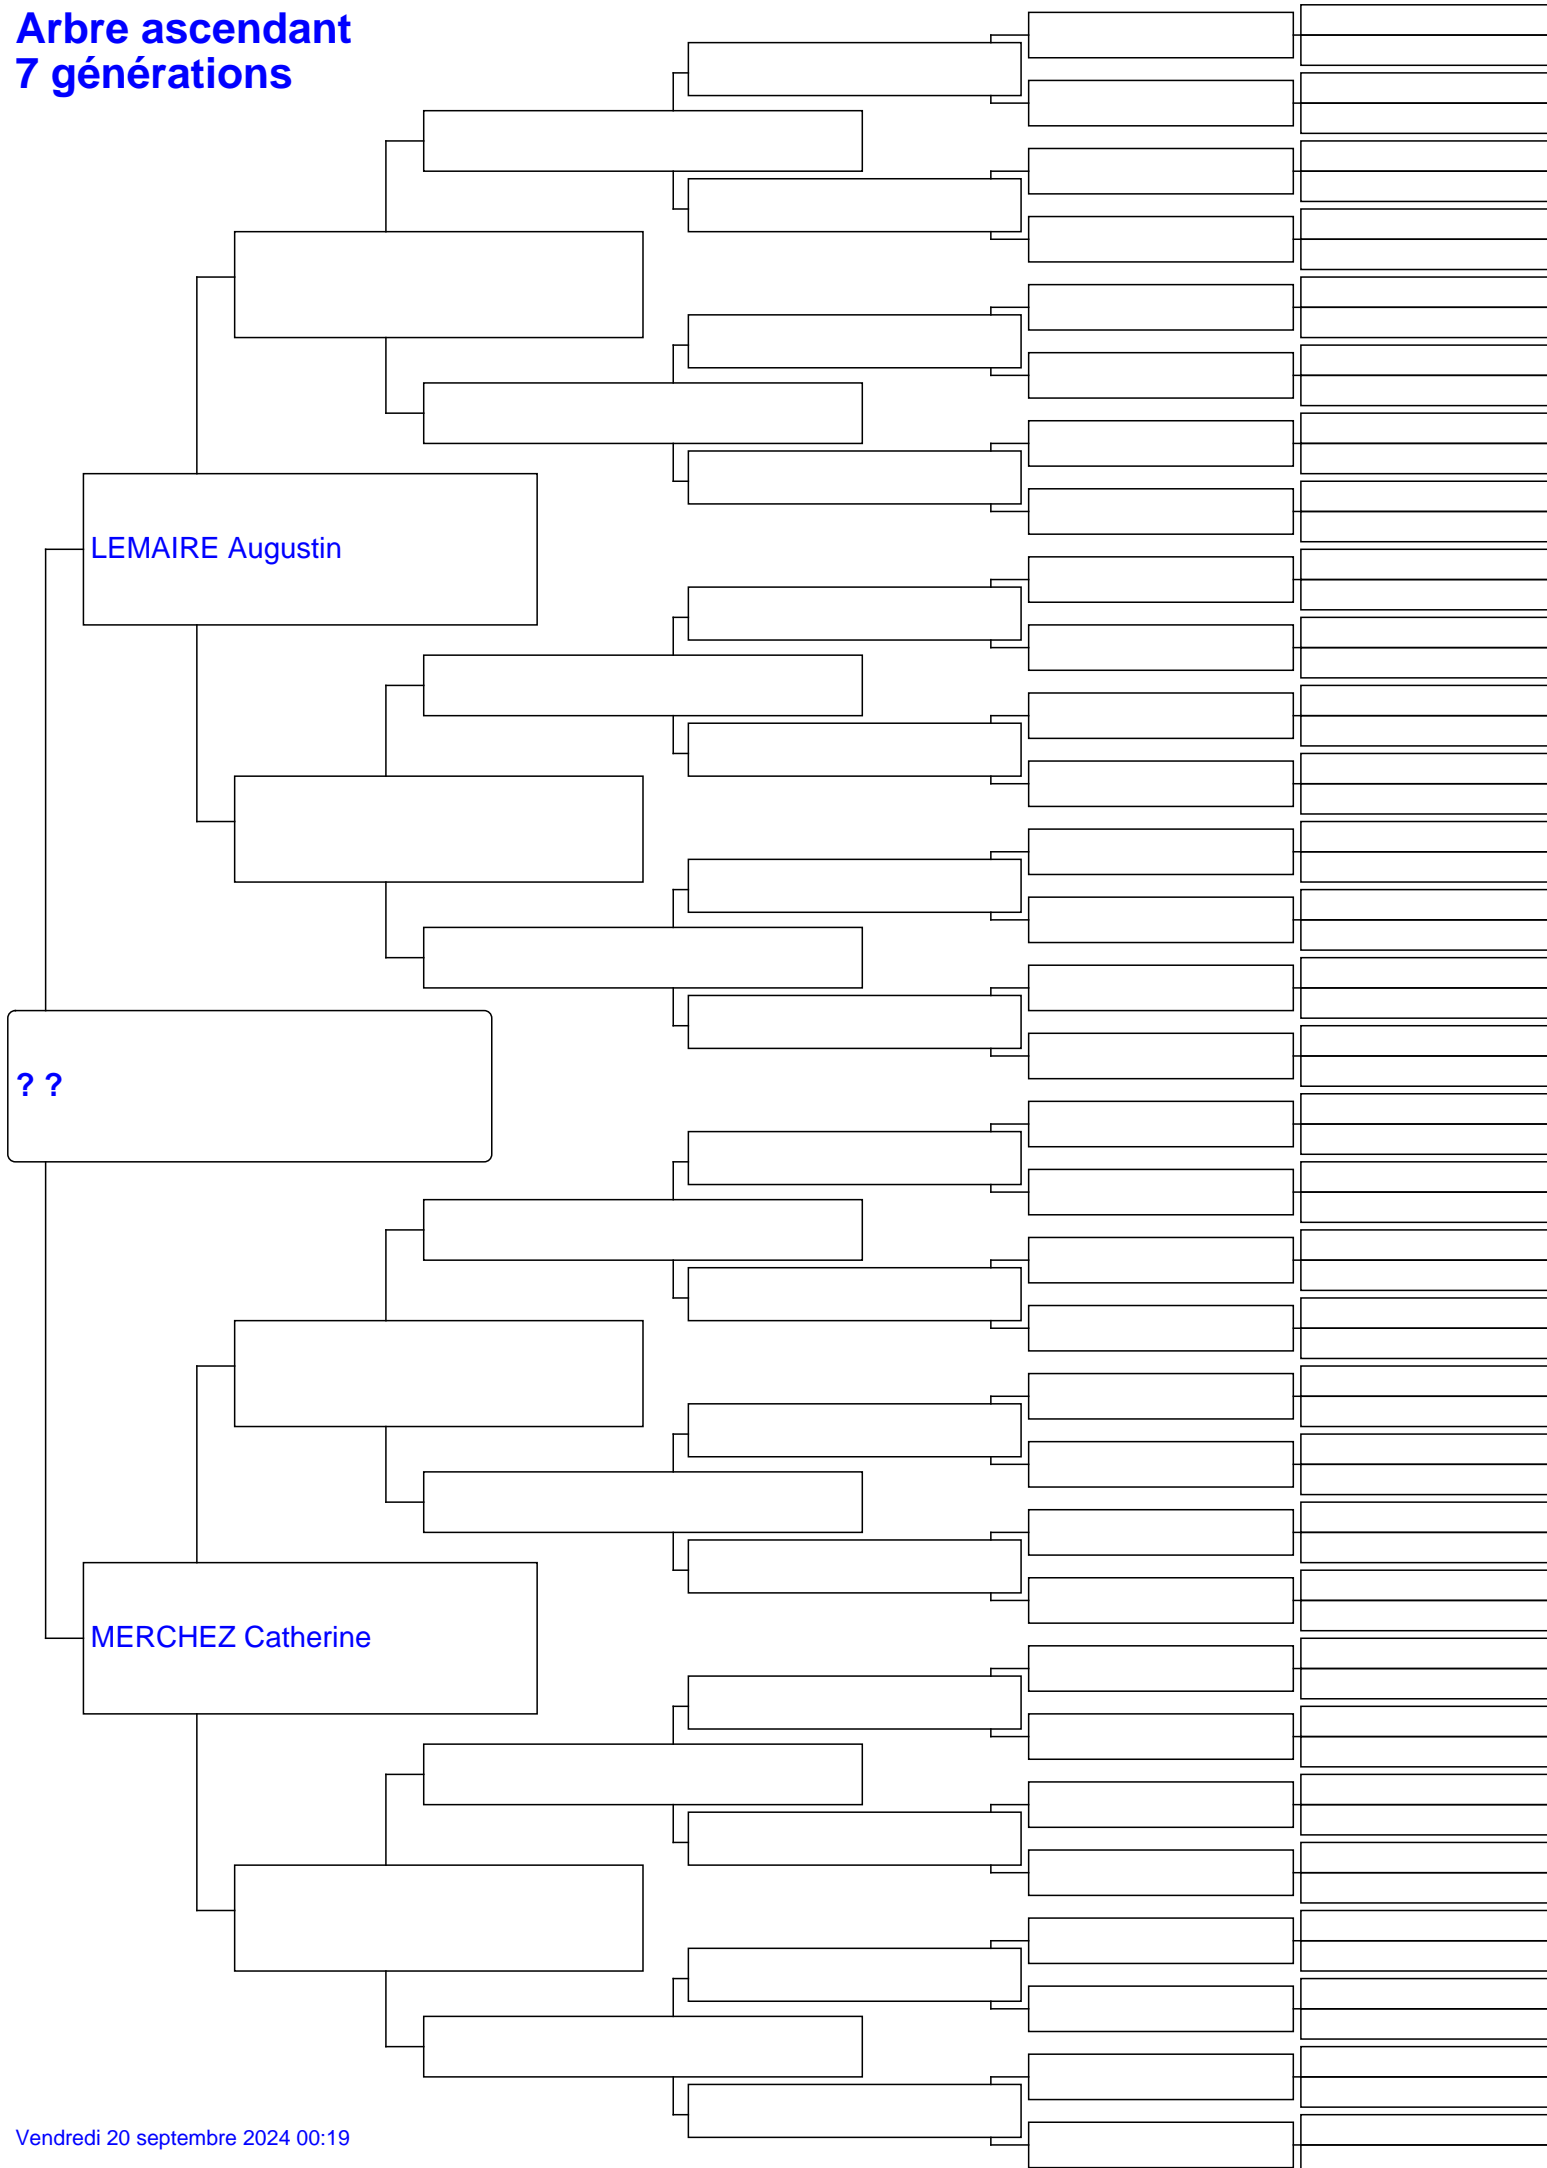 Arbre ascendant
7 générations
LEMAIRE Augustin
? ?
MERCHEZ Catherine
Vendredi 20 septembre 2024 00:19